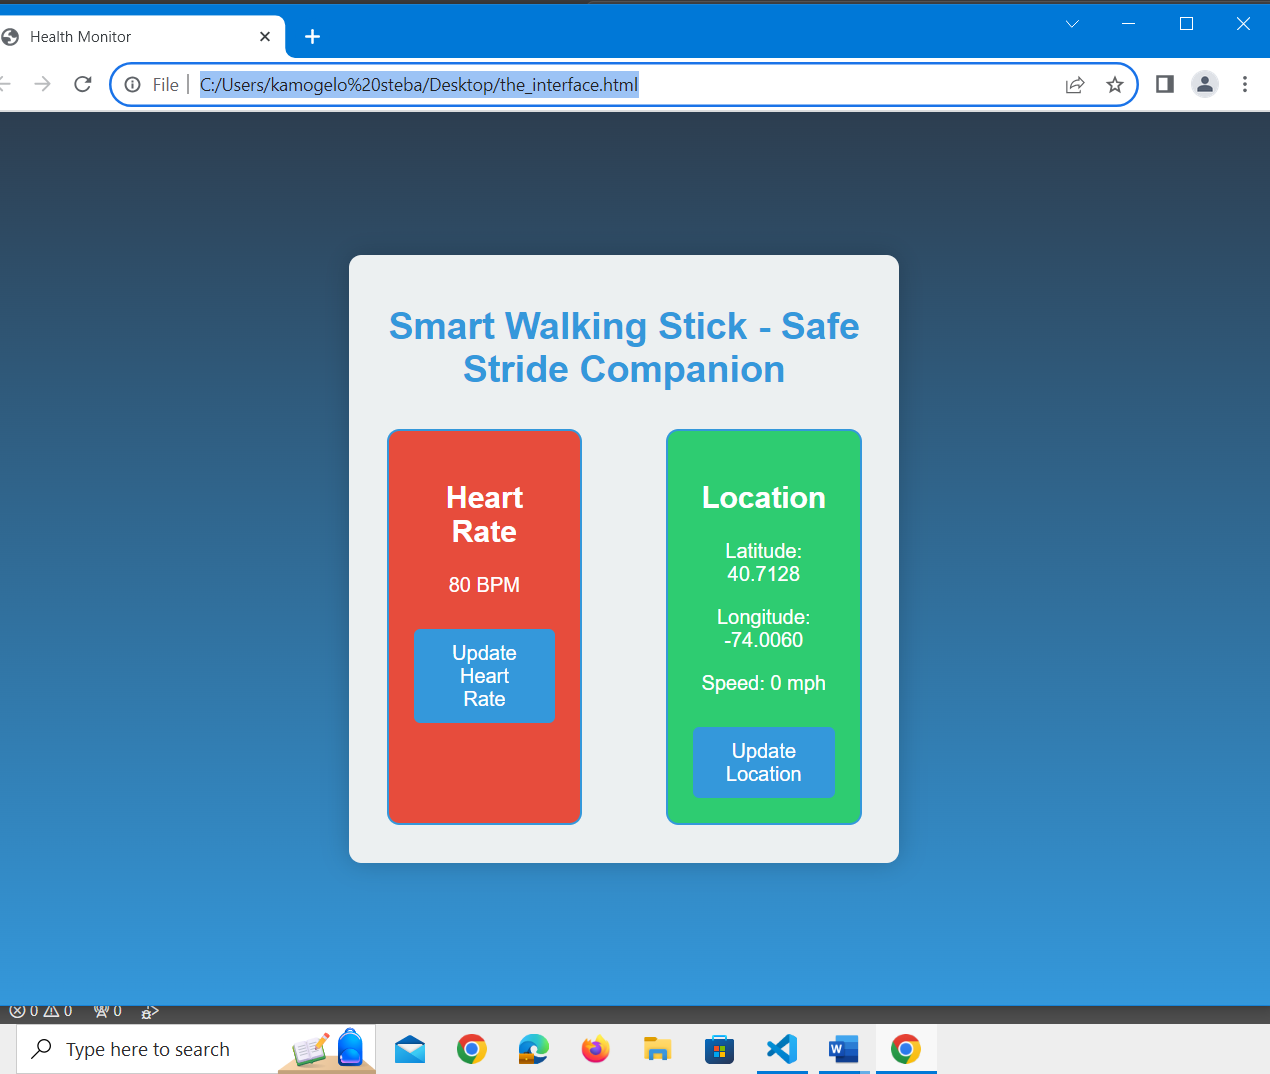 Health Monitor
File
C:/Users/kamogelo%20steba/Desktop/the_interface.html
Smart Walking Stick - Safe
Stride Companion
Heart
Rate
80 BPM
Update
Heart
Rate
Location
Latitude:
40.7128
Longitude:
-74.0060
Speed: 0 mph
Update
Location
0 0 0
Type here to search
W